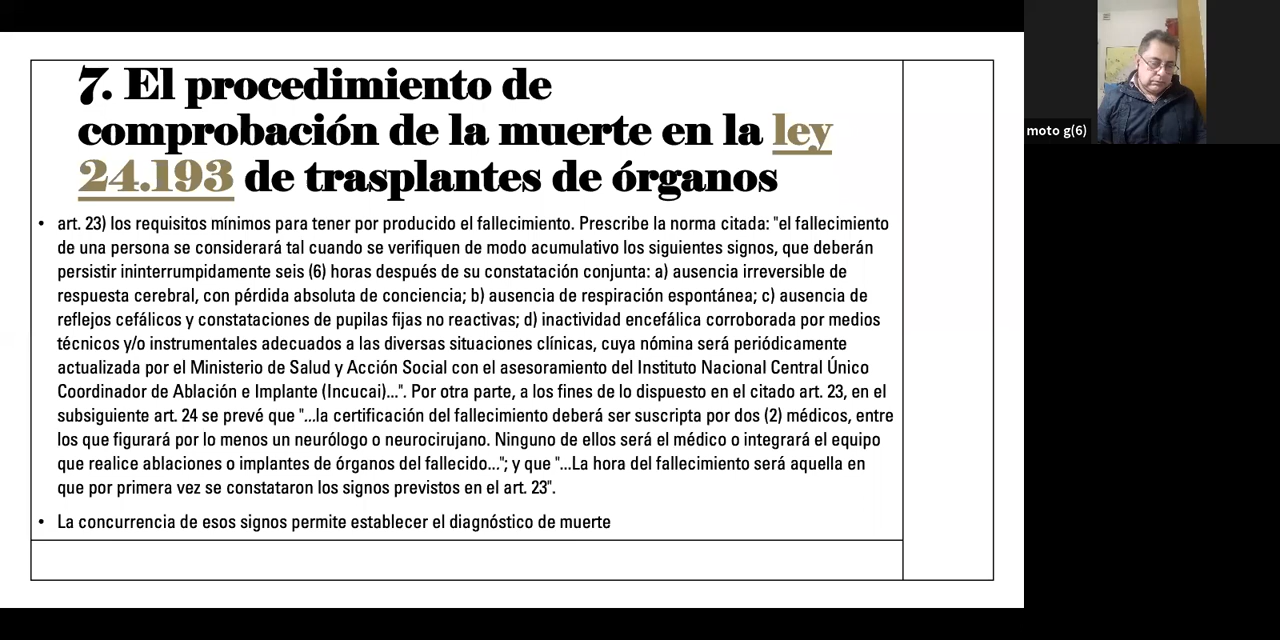 7. El procedimiento de
comprobación de la muerte en la ley
24.193 de trasplantes de órganos
• art. 23) los requisitos mínimos para tener por producido el fallecimiento. Prescribe la norma citada: "el fallecimiento
de una persona se considerará tal cuando se verifiquen de modo acumulativo los siguientes signos, que deberán
persistir ininterrumpidamente seis (6) horas después de su constatación conjunta: a) ausencia irreversible de
respuesta cerebral, con pérdida absoluta de conciencia; b) ausencia de respiración espontánea; c) ausencia de
reflejos cefálicos y constataciones de pupilas fijas no reactivas; d) inactividad encefálica corroborada por medios
técnicos y/o instrumentales adecuados a las diversas situaciones clínicas, cuya nómina será periódicamente
actualizada por el Ministerio de Salud y Acción Social con el asesoramiento del Instituto Nacional Central Único
Coordinador de Ablación e Implante (Incucai)...". Por otra parte, a los fines de lo dispuesto en el citado art. 23, en el
subsiguiente art. 24 se prevé que "...la certificación del fallecimiento deberá ser suscripta por dos (2) médicos, entre
los que figurará por lo menos un neurólogo o neurocirujano. Ninguno de ellos será el médico o integrará el equipo
que realice ablaciones o implantes de órganos del fallecido..."; y que "...La hora del fallecimiento será aquella en
que por primera vez se constataron los signos previstos en el art. 23".
• La concurrencia de esos signos permite establecer el diagnóstico de muerte
moto g(6)